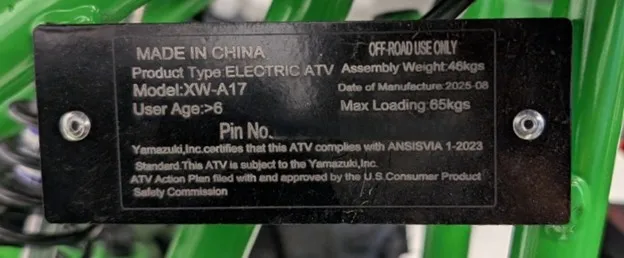 MADE IN CHINA
OFF-ROAD USE ONLY
Product Type:ELECTRIC ATV
Assembly Weight:46kgs
Model:XW-A17
Date of Manufacture:2025-08
User Age:>6
Max Loading:65kgs
Pin No.
Yamazuki,Inc.certifies that this ATV complies with ANSISVIA 1-2023
Standard.This ATV is subject to the Yamazuki,Inc.
ATV Action Plan filed with and approved by the U.S.Consumer Product
Safety Commission